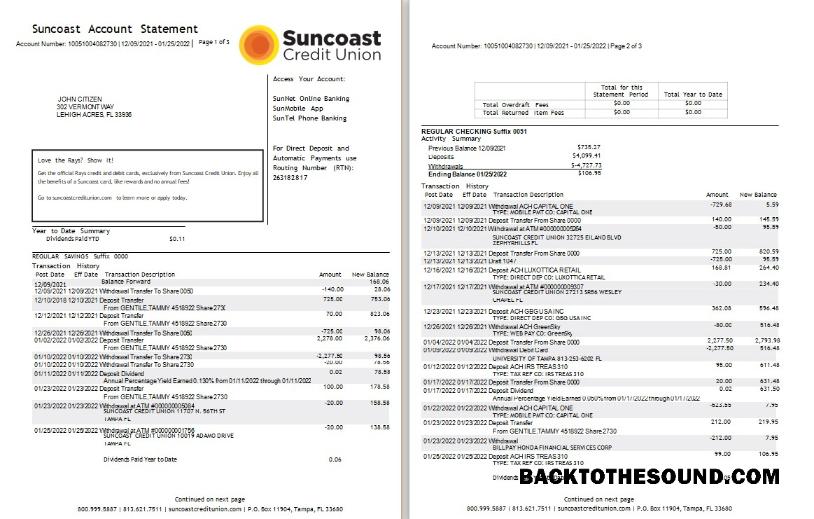 Suncoast Account Statement
Account Number: 10051004082730 | 12/09/2021 - 01/25/2022 | Page 1 of 3
Suncoast
Credit Union
Access Your Account:
SunNet Online Banking
SunMobile App
SunTel Phone Banking
JOHN CITIZEN
302 VERMONT WAY
LEHIGH ACRES, FL 33936
For Direct Deposit and
Automatic Payments use
Routing Number (RTN):
263182817
Love the Rays? Show it!
Get the official Rays credit and debit cards, exclusively from Suncoast Credit Union. Enjoy all
the benefits of a Suncoast card, like rewards and no annual fees!
Go to suncoastcreditunion.com to learn more or apply today.
Year to Date Summary
Dividends Paid YTD $0.11
REGULAR SAVINGS Suffix 0000
Transaction History
Post Date Eff Date Transaction Description Amount New Balance
12/09/2021 Balance Forward 168.06
12/09/2021 12/09/2021 Withdrawal Transfer To Share 0050 -140.00 28.06
12/10/2018 12/10/2021 Deposit Transfer 725.00 753.06
From GENTILE,TAMMY 4518922 Share 2730
12/12/2021 12/12/2021 Deposit Transfer 70.00 823.06
From GENTILE,TAMMY 4518922 Share 2730
12/26/2021 12/26/2021 Withdrawal Transfer To Share 0050 -725.00 98.06
01/02/2022 01/02/2022 Deposit Transfer 2,278.00 2,376.06
From GENTILE,TAMMY 4518922 Share 2730
01/10/2022 01/10/2022 Withdrawal Transfer To Share 2730 -2,277.50 98.56
01/10/2022 01/10/2022 Withdrawal Transfer To Share 2730 -20.00 78.56
01/11/2022 01/11/2022 Deposit Dividend 0.02 78.58
Annual Percentage Yield Earned 0.130% from 01/11/2022 through 01/11/2022
01/23/2022 01/23/2022 Deposit Transfer 100.00 178.58
From GENTILE,TAMMY 4518922 Share 2730
01/23/2022 01/23/2022 Withdrawal at ATM -20.00 158.58
SUNCOAST CREDIT UNION 11707 N. 56TH ST
TAMPA FL
01/25/2022 01/25/2022 Withdrawal at ATM -20.00 138.58
SUNCOAST CREDIT UNION 10019 ADAMO DRIVE
TAMPA FL
Dividends Paid Year to Date 0.06
Continued on next page
800.999.5887 | 813.621.7511 | suncoastcreditunion.com | P.O. Box 11904, Tampa, FL 33680
Account Number: 10051004082730 | 12/09/2021 - 01/25/2022 | Page 2 of 3
Total for this Statement Period Total Year to Date
Total Overdraft Fees $0.00 $0.00
Total Returned Item Fees $0.00 $0.00
REGULAR CHECKING Suffix 0051
Activity Summary
Previous Balance 12/09/2021 $735.27
Deposits $4,099.41
Withdrawals $-4,727.73
Ending Balance 01/25/2022 $106.95
Transaction History
Post Date Eff Date Transaction Description Amount New Balance
12/09/2021 12/09/2021 Withdrawal ACH CAPITAL ONE -729.68 5.59
TYPE: MOBILE PMT CO: CAPITAL ONE
12/09/2021 12/09/2021 Deposit Transfer From Share 0000 140.00 145.59
12/10/2021 12/10/2021 Withdrawal at ATM -50.00 95.59
SUNCOAST CREDIT UNION 32725 EILAND BLVD
ZEPHYRHILLS FL
12/13/2021 12/13/2021 Deposit Transfer From Share 0000 725.00 820.59
12/13/2021 12/13/2021 Draft 1047 -725.00 95.59
12/16/2021 12/16/2021 Deposit ACH LUXOTTICA RETAIL 168.81 264.40
TYPE: DIRECT DEP CO: LUXOTTICA RETAIL
12/17/2021 12/17/2021 Withdrawal at ATM -30.00 234.40
SUNCOAST CREDIT UNION 27213 SR56 WESLEY
CHAPEL FL
12/23/2021 12/23/2021 Deposit ACH GBG USA INC 362.08 596.48
TYPE: DIRECT DEP CO: GBG USA INC
12/26/2021 12/26/2021 Withdrawal ACH GreenSky -80.00 516.48
TYPE: WEB PAY CO: GreenSky
01/04/2022 01/04/2022 Deposit Transfer From Share 0000 2,277.50 2,793.98
01/09/2022 01/09/2022 Withdrawal Debit Card -2,277.50 516.48
UNIVERSITY OF TAMPA 813-253-6202 FL
01/12/2022 01/12/2022 Deposit ACH IRS TREAS 310 95.00 611.48
TYPE: TAX REF CO: IRS TREAS 310
01/17/2022 01/17/2022 Deposit Transfer From Share 0000 20.00 631.48
01/17/2022 01/17/2022 Deposit Dividend 0.02 631.50
Annual Percentage Yield Earned 0.050% from 01/17/2022 through 01/17/2022
01/22/2022 01/22/2022 Withdrawal ACH CAPITAL ONE -623.55 7.95
TYPE: MOBILE PMT CO: CAPITAL ONE
01/23/2022 01/23/2022 Deposit Transfer 212.00 219.95
From GENTILE,TAMMY 4518922 Share 2730
01/23/2022 01/23/2022 Withdrawal -212.00 7.95
BILLPAY HONDA FINANCIAL SERVICES CORP
01/25/2022 01/25/2022 Deposit ACH IRS TREAS 310 99.00 106.95
TYPE: TAX REF CO: IRS TREAS 310
BACKTOTHESOUND.COM
Continued on next page
800.999.5887 | 813.621.7511 | suncoastcreditunion.com | P.O. Box 11904, Tampa, FL 33680